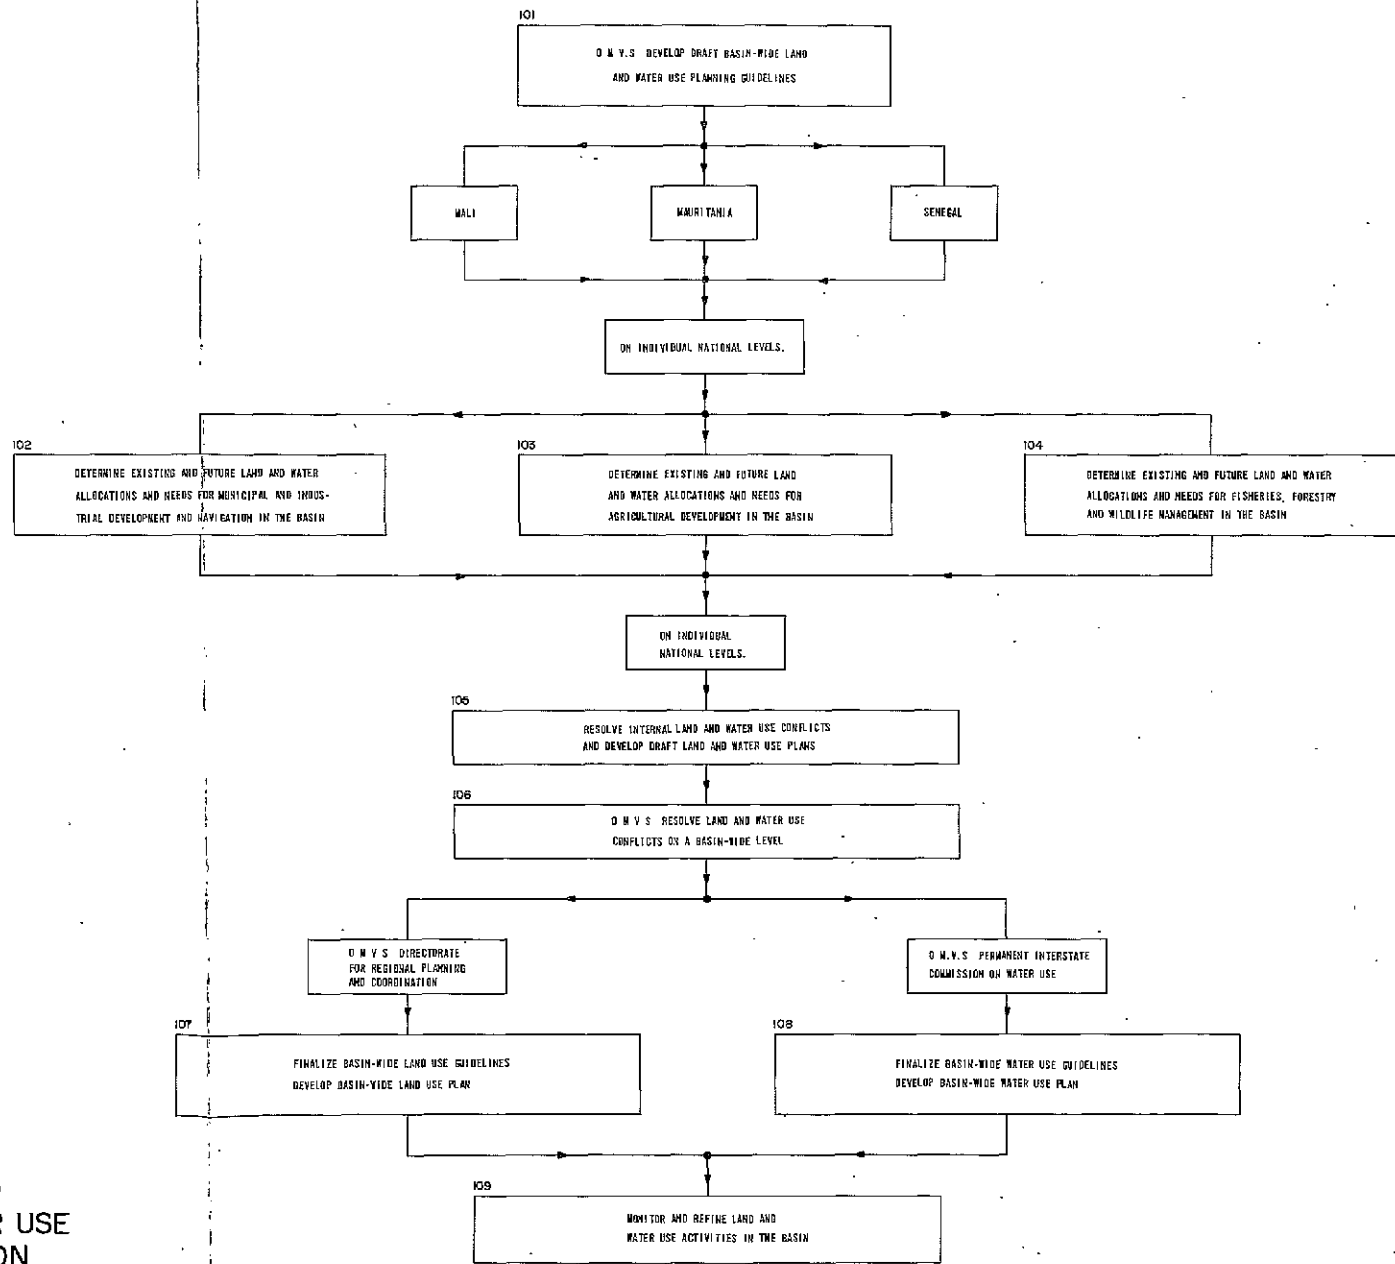 101
O M V.S DEVELOP DRAFT BASIN-WIDE LAND
AND WATER USE PLANNING GUIDELINES
MALI
MAURITANIA
SENEGAL
ON INDIVIDUAL NATIONAL LEVELS.
102
DETERMINE EXISTING AND FUTURE LAND AND WATER
ALLOCATIONS AND NEEDS FOR MUNICIPAL AND INDUS-
TRIAL DEVELOPMENT AND NAVIGATION IN THE BASIN
103
DETERMINE EXISTING AND FUTURE LAND
AND WATER ALLOCATIONS AND NEEDS FOR
AGRICULTURAL DEVELOPMENT IN THE BASIN
104
DETERMINE EXISTING AND FUTURE LAND AND WATER
ALLOCATIONS AND NEEDS FOR FISHERIES, FORESTRY
AND WILDLIFE MANAGEMENT IN THE BASIN
ON INDIVIDUAL
NATIONAL LEVELS.
105
RESOLVE INTERNAL LAND AND WATER USE CONFLICTS
AND DEVELOP DRAFT LAND AND WATER USE PLANS
106
O M V S RESOLVE LAND AND WATER USE
CONFLICTS ON A BASIN-WIDE LEVEL
O M V S DIRECTORATE
FOR REGIONAL PLANNING
AND COORDINATION
O M.V.S PERMANENT INTERSTATE
COMMISSION ON WATER USE
107
FINALIZE BASIN-WIDE LAND USE GUIDELINES
DEVELOP BASIN-WIDE LAND USE PLAN
108
FINALIZE BASIN-WIDE WATER USE GUIDELINES
DEVELOP BASIN-WIDE WATER USE PLAN
109
MONITOR AND REFINE LAND AND
WATER USE ACTIVITIES IN THE BASIN
R USE
ON